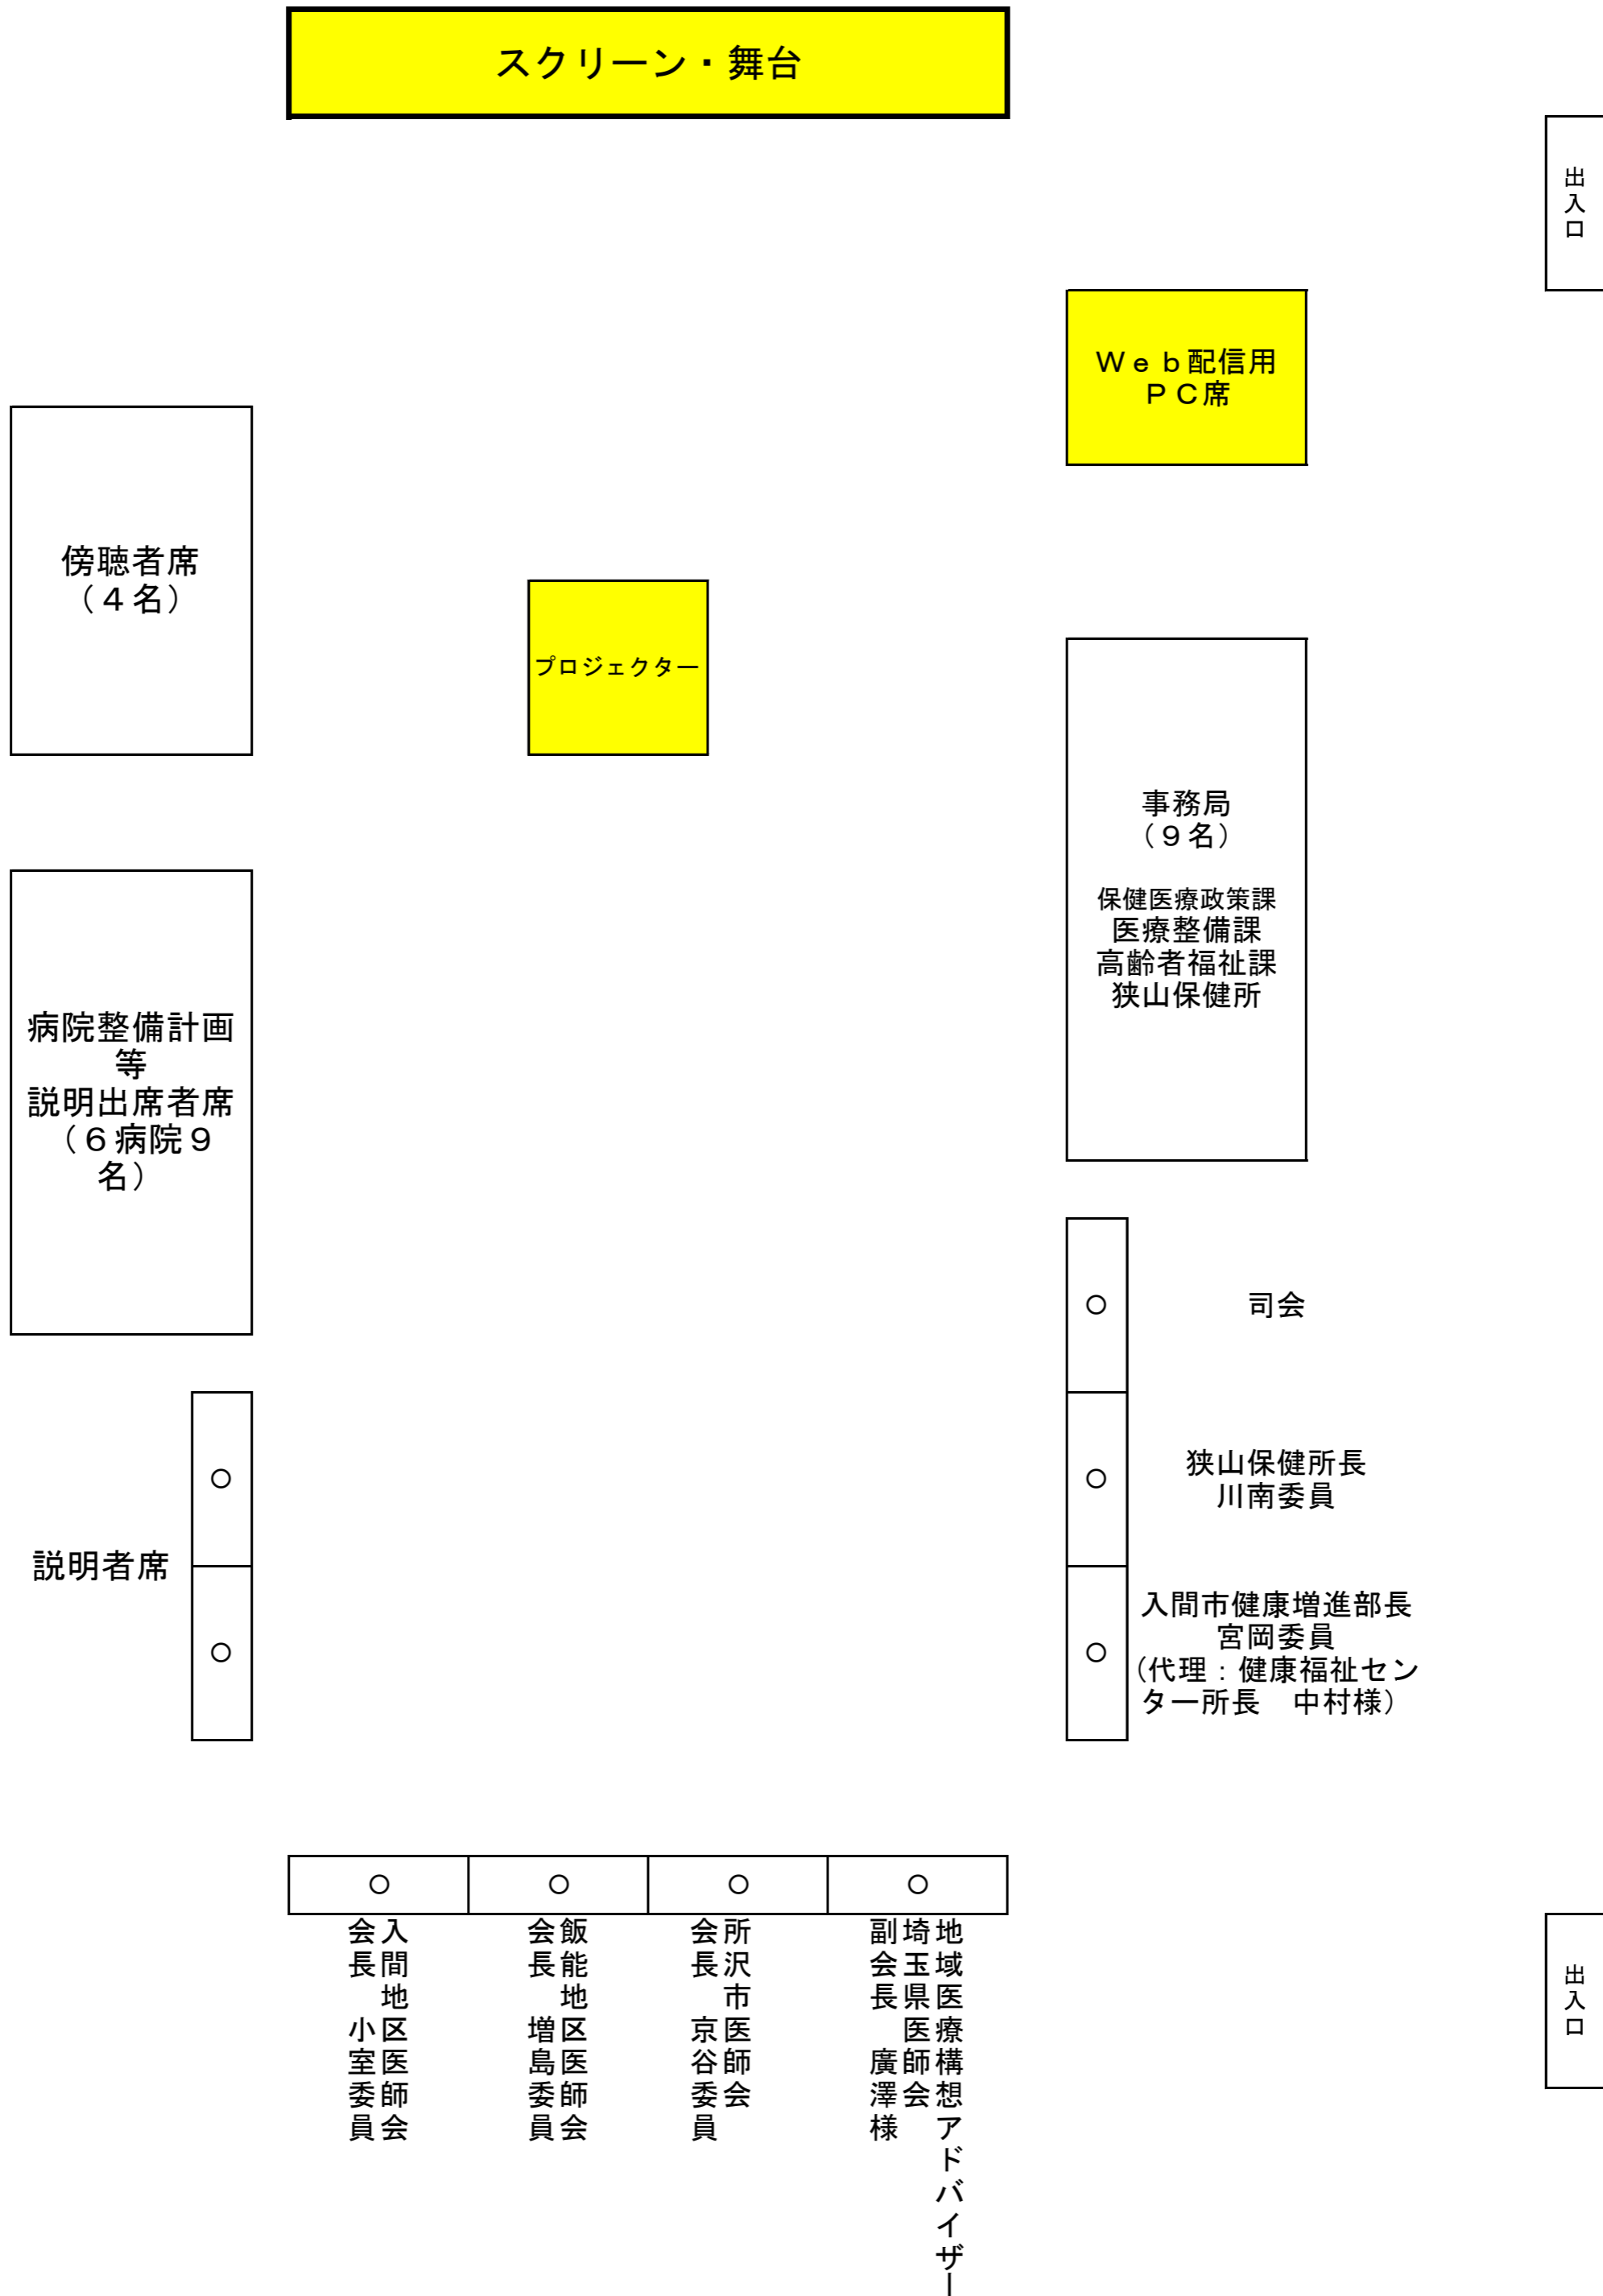 スクリーン・舞台
出入口
Ｗｅｂ配信用
ＰＣ席
傍聴者席
（４名）
プロジェクター
事務局
（９名）
保健医療政策課
医療整備課
高齢者福祉課
狭山保健所
病院整備計画
等
説明出席者席
（６病院９
名）
○
司会
○
狭山保健所長
川南委員
○
入間市健康増進部長
宮岡委員
（代理：健康福祉セン
ター所長　中村様）
説明者席
○
○
○
○
○
○
入間地区医師会
会長　小室委員
飯能地区医師会
会長　増島委員
所沢市医師会
会長　京谷委員
地域医療構想アドバイザー
埼玉県医師会
副会長　廣澤様
出入口